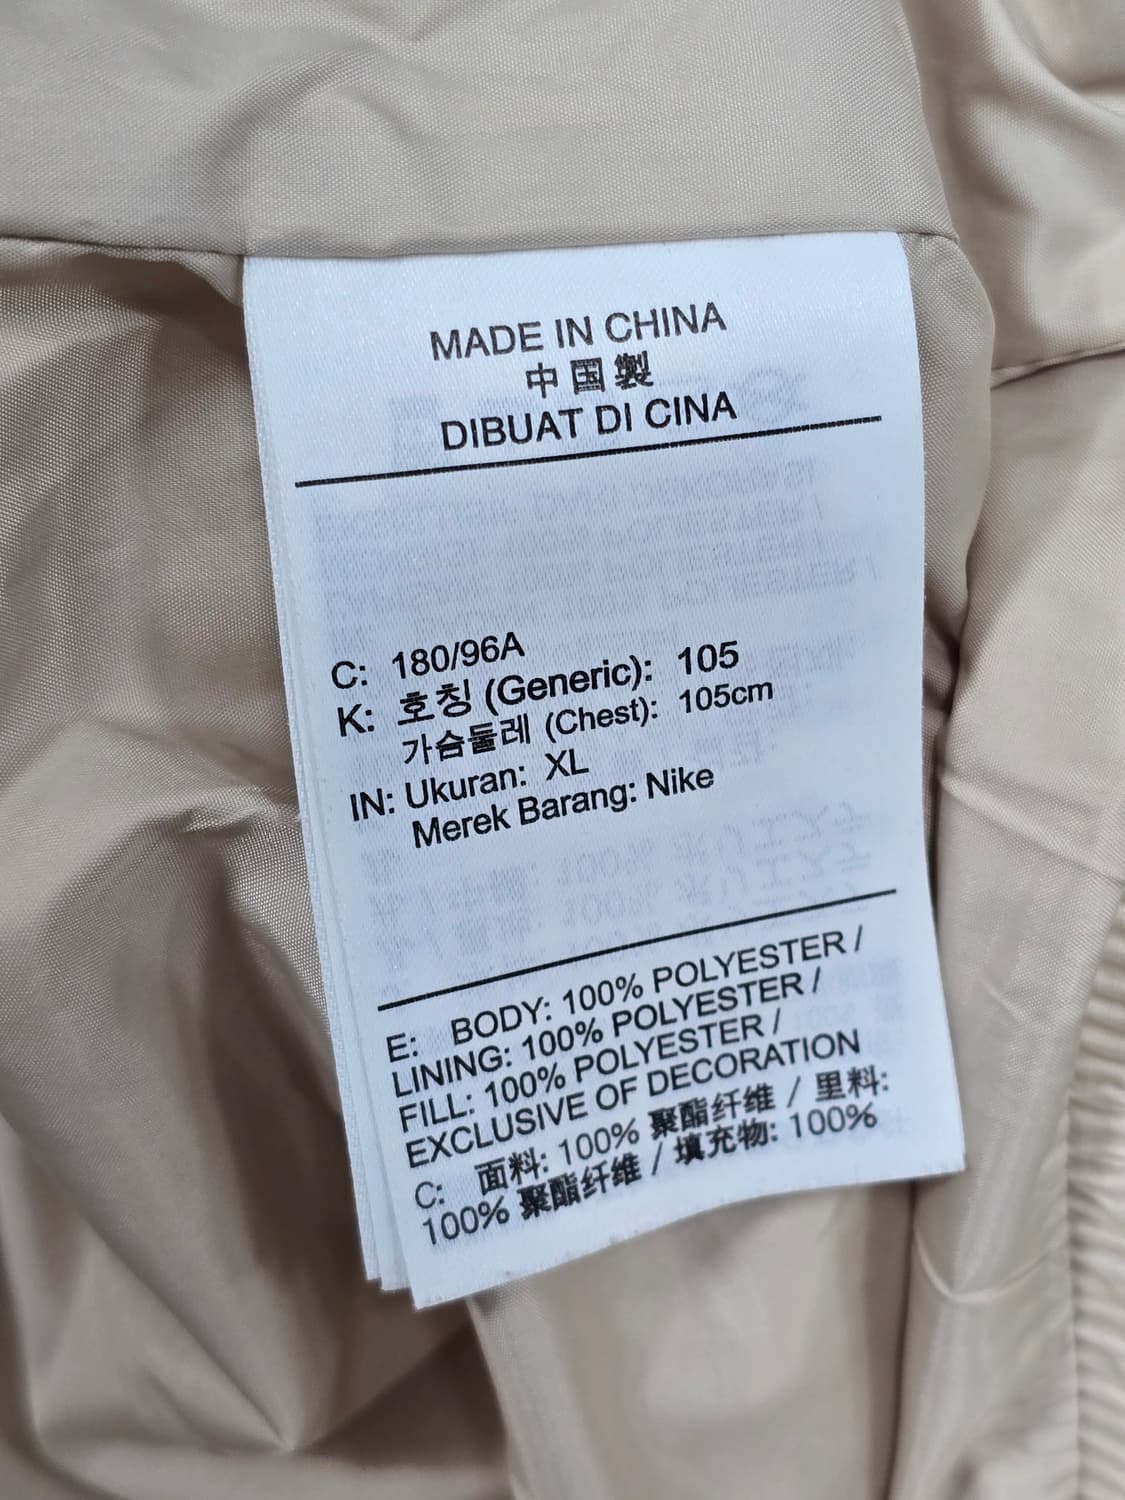 MADE IN CHINA
中国製
DIBUAT DI CINA
C: 180/96A
K: 호칭 (Generic): 105
가슴둘레 (Chest): 105cm
IN: Ukuran: XL
Merek Barang: Nike
E: BODY: 100% POLYESTER /
LINING: 100% POLYESTER /
FILL: 100% POLYESTER /
EXCLUSIVE OF DECORATION
C: 面料: 100% 聚酯纤维 / 里料:
100% 聚酯纤维 / 填充物: 100%